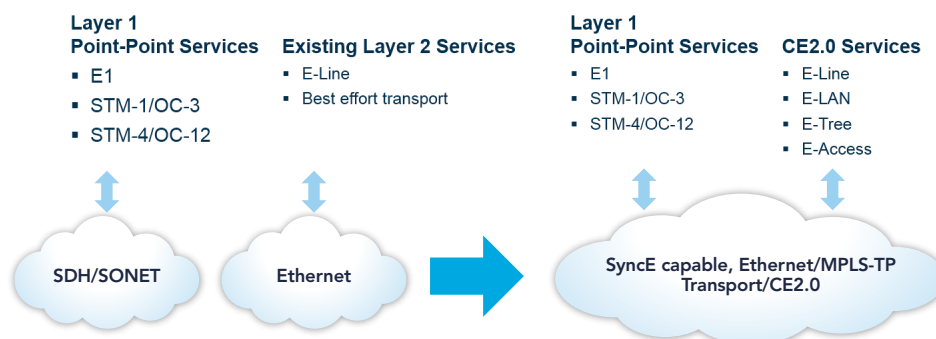 Layer 1
Point-Point Services
▪ E1
▪ STM-1/OC-3
▪ STM-4/OC-12
Existing Layer 2 Services
▪ E-Line
▪ Best effort transport
Layer 1
Point-Point Services
▪ E1
▪ STM-1/OC-3
▪ STM-4/OC-12
CE2.0 Services
▪ E-Line
▪ E-LAN
▪ E-Tree
▪ E-Access
SDH/SONET
Ethernet
SyncE capable, Ethernet/MPLS-TP
Transport/CE2.0